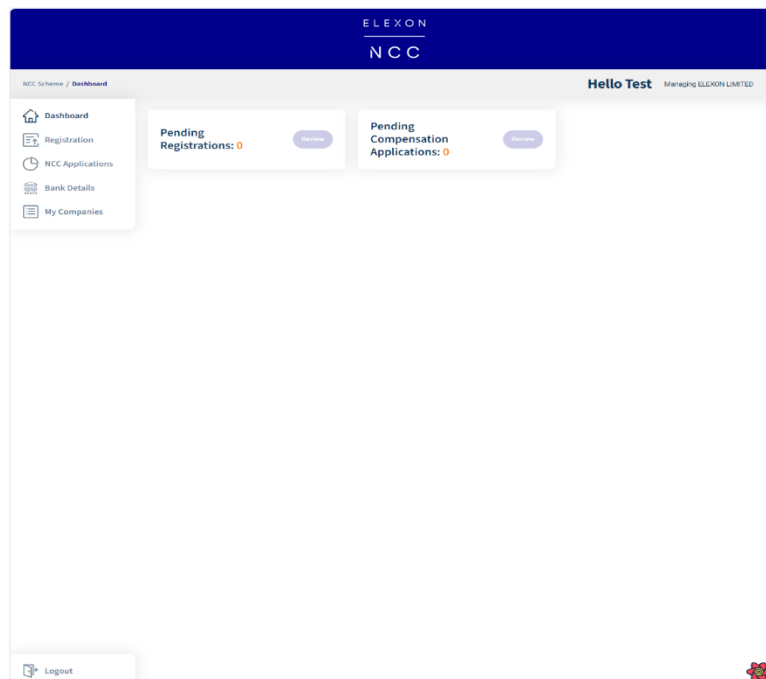 ELEXON
NCC
NCC Scheme / Dashboard
Hello Test
Managing ELEXON LIMITED
Dashboard
Registration
NCC Applications
Bank Details
My Companies
Pending
Registrations: 0
Review
Pending
Compensation
Applications: 0
Review
Logout